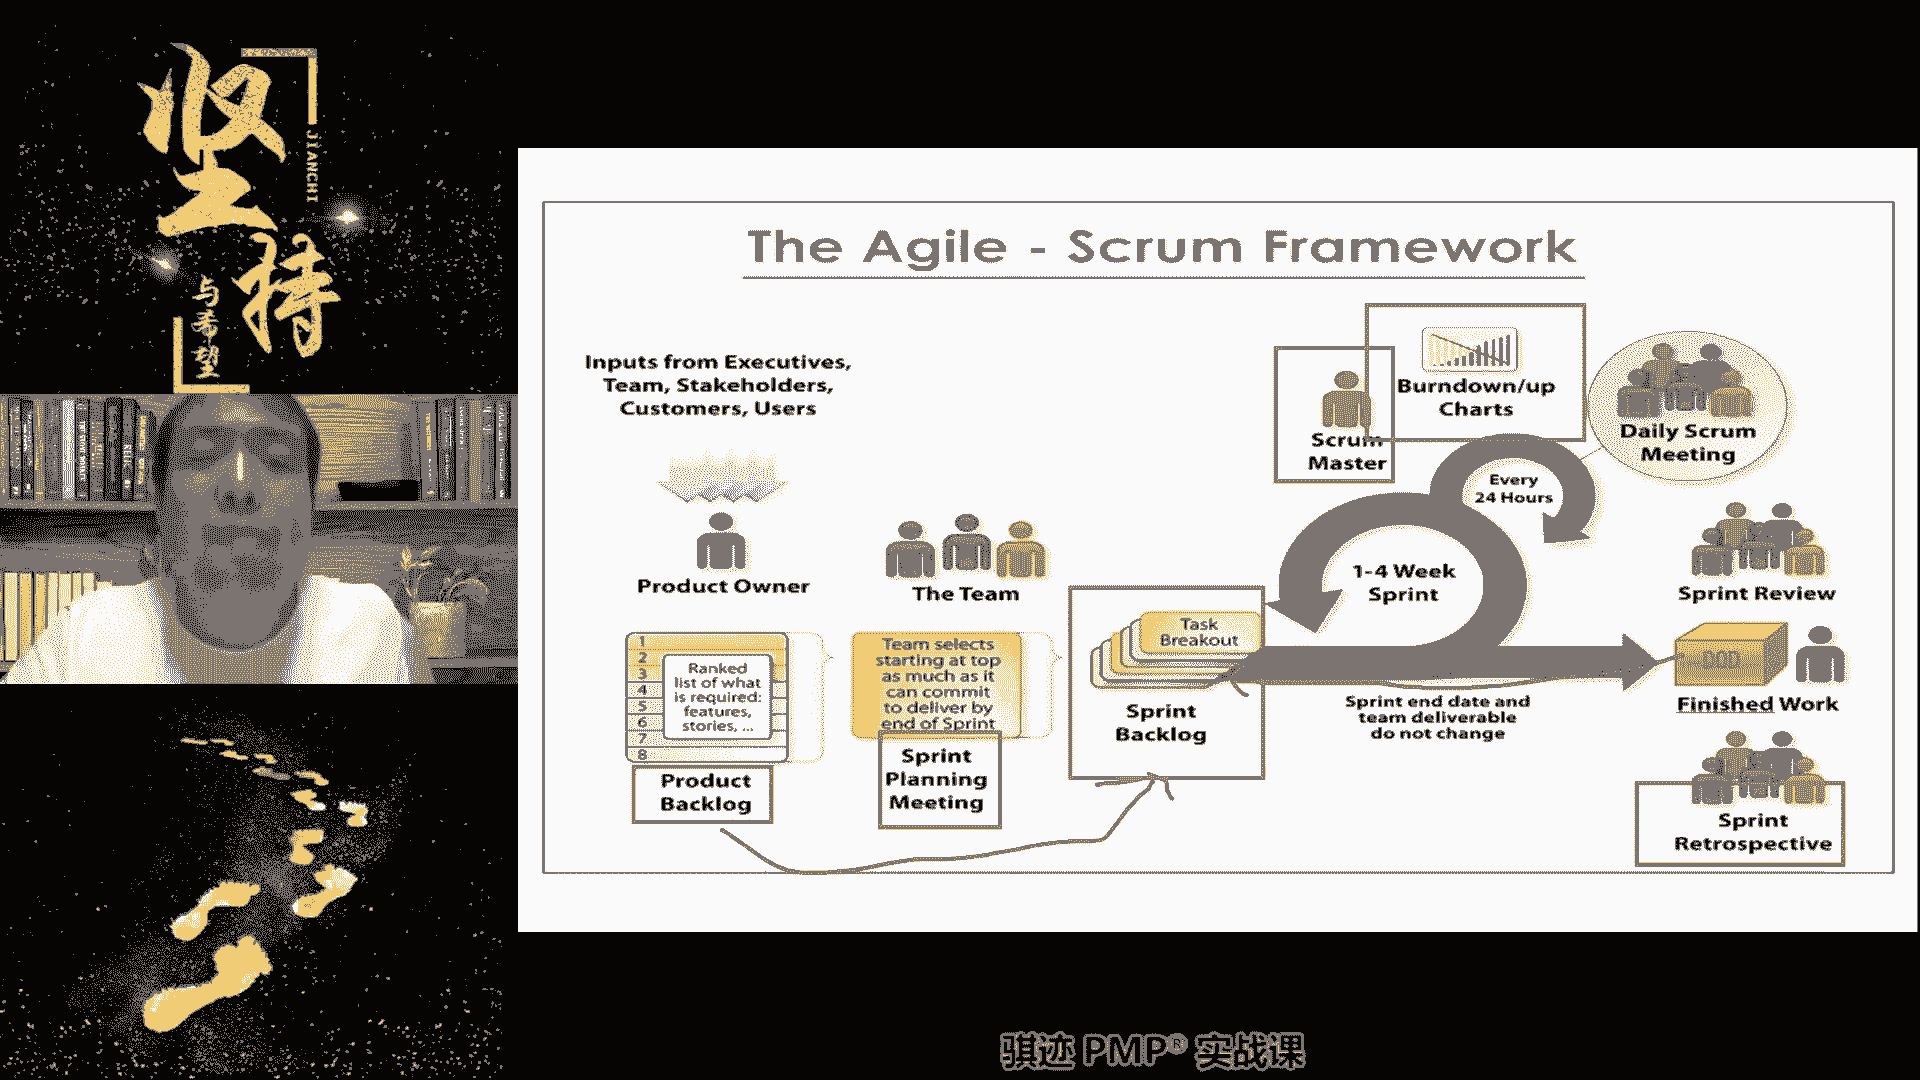 坚
持
JIANCHI
与希望
The Agile - Scrum Framework
Inputs from Executives,
Team, Stakeholders,
Customers, Users
Product Owner
The Team
1
2
3
4
5
6
7
8
Ranked
list of what
is required:
features,
stories, ...
Product
Backlog
Team selects
starting at top
as much as it
can commit
to deliver by
end of Sprint
Sprint
Planning
Meeting
Task
Breakout
Sprint
Backlog
Scrum
Master
Burndown/up
Charts
Every
24 Hours
1-4 Week
Sprint
Daily Scrum
Meeting
Sprint end date and
team deliverable
do not change
Sprint Review
Finished Work
Sprint
Retrospective
骐迹 PMP® 实战课